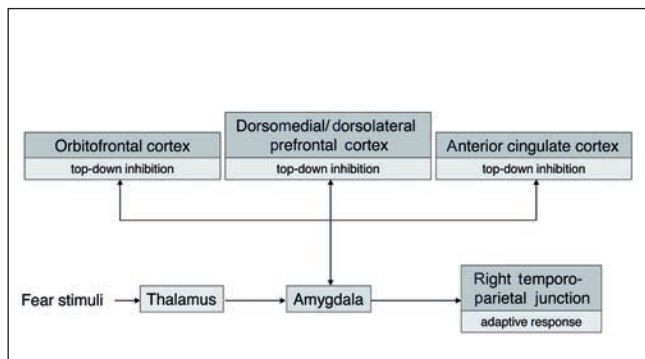 Orbitofrontal cortex
top-down inhibition
Dorsomedial/dorsolateral
prefrontal cortex
top-down inhibition
Anterior cingulate cortex
top-down inhibition
Fear stimuli
Thalamus
Amygdala
Right temporo-
parietal junction
adaptive response